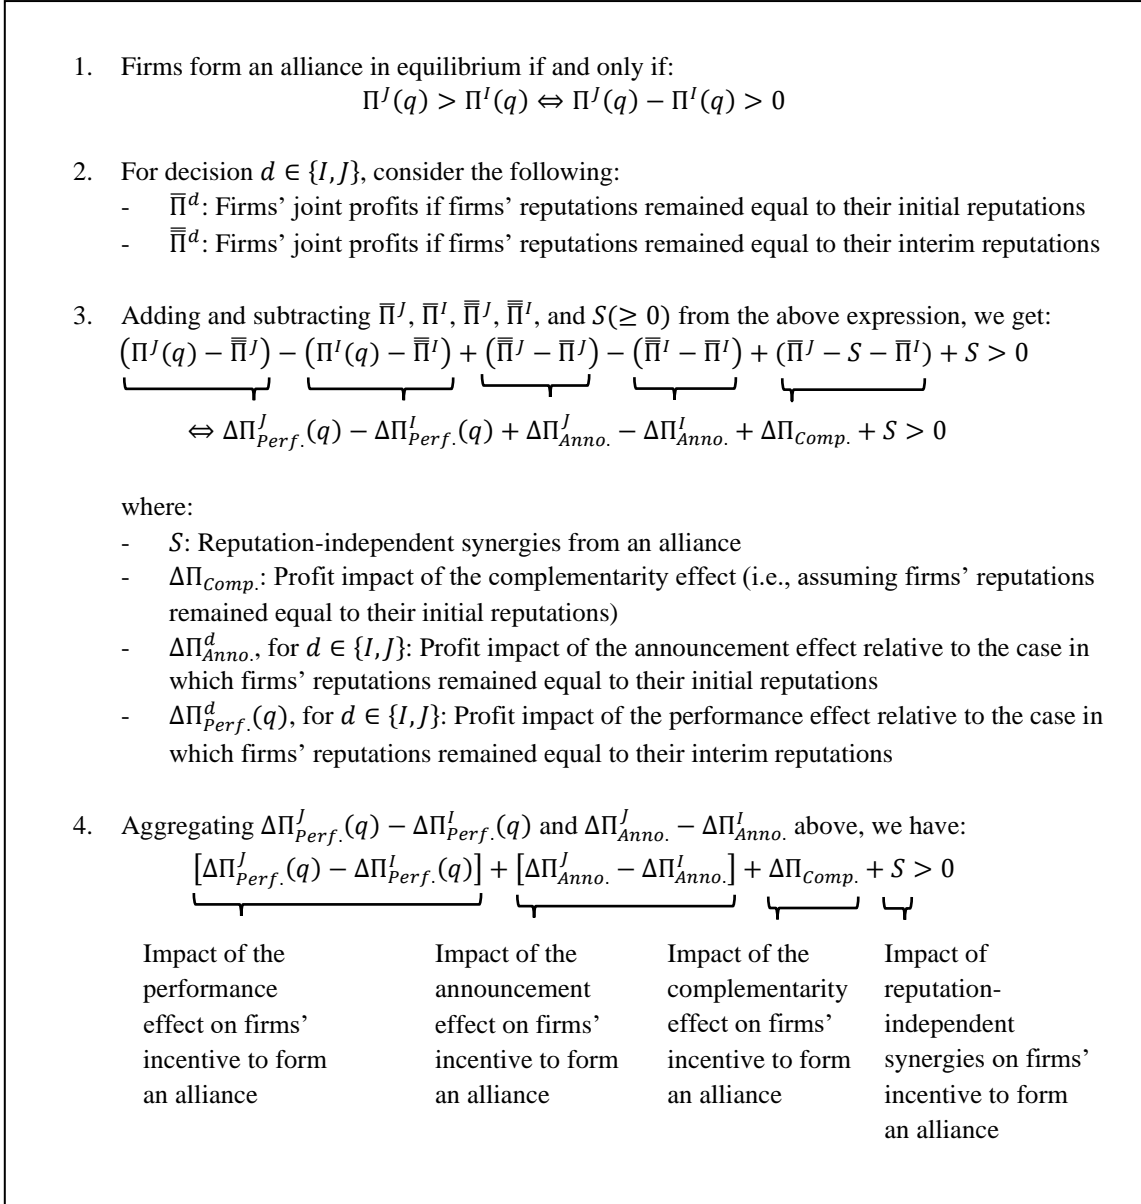 1. Firms form an alliance in equilibrium if and only if:
Π^J(q) > Π^I(q) ⇔ Π^J(q) − Π^I(q) > 0
2. For decision d ∈ {I, J}, consider the following:
- Π̅^d: Firms’ joint profits if firms’ reputations remained equal to their initial reputations
- Π̿^d: Firms’ joint profits if firms’ reputations remained equal to their interim reputations
3. Adding and subtracting Π̅^J, Π̅^I, Π̿^J, Π̿^I, and S(≥ 0) from the above expression, we get:
(Π^J(q) − Π̿^J) − (Π^I(q) − Π̿^I) + (Π̿^J − Π̅^J) − (Π̿^I − Π̅^I) + (Π̅^J − S − Π̅^I) + S > 0
⇔ ΔΠ^J_Perf.(q) − ΔΠ^I_Perf.(q) + ΔΠ^J_Anno. − ΔΠ^I_Anno. + ΔΠ_Comp. + S > 0
where:
- S: Reputation-independent synergies from an alliance
- ΔΠ_Comp.: Profit impact of the complementarity effect (i.e., assuming firms’ reputations
remained equal to their initial reputations)
- ΔΠ^d_Anno., for d ∈ {I, J}: Profit impact of the announcement effect relative to the case in
which firms’ reputations remained equal to their initial reputations
- ΔΠ^d_Perf.(q), for d ∈ {I, J}: Profit impact of the performance effect relative to the case in
which firms’ reputations remained equal to their interim reputations
4. Aggregating ΔΠ^J_Perf.(q) − ΔΠ^I_Perf.(q) and ΔΠ^J_Anno. − ΔΠ^I_Anno. above, we have:
[ΔΠ^J_Perf.(q) − ΔΠ^I_Perf.(q)] + [ΔΠ^J_Anno. − ΔΠ^I_Anno.] + ΔΠ_Comp. + S > 0
Impact of the
performance
effect on firms’
incentive to form
an alliance
Impact of the
announcement
effect on firms’
incentive to form
an alliance
Impact of the
complementarity
effect on firms’
incentive to form
an alliance
Impact of
reputation-
independent
synergies on firms’
incentive to form
an alliance